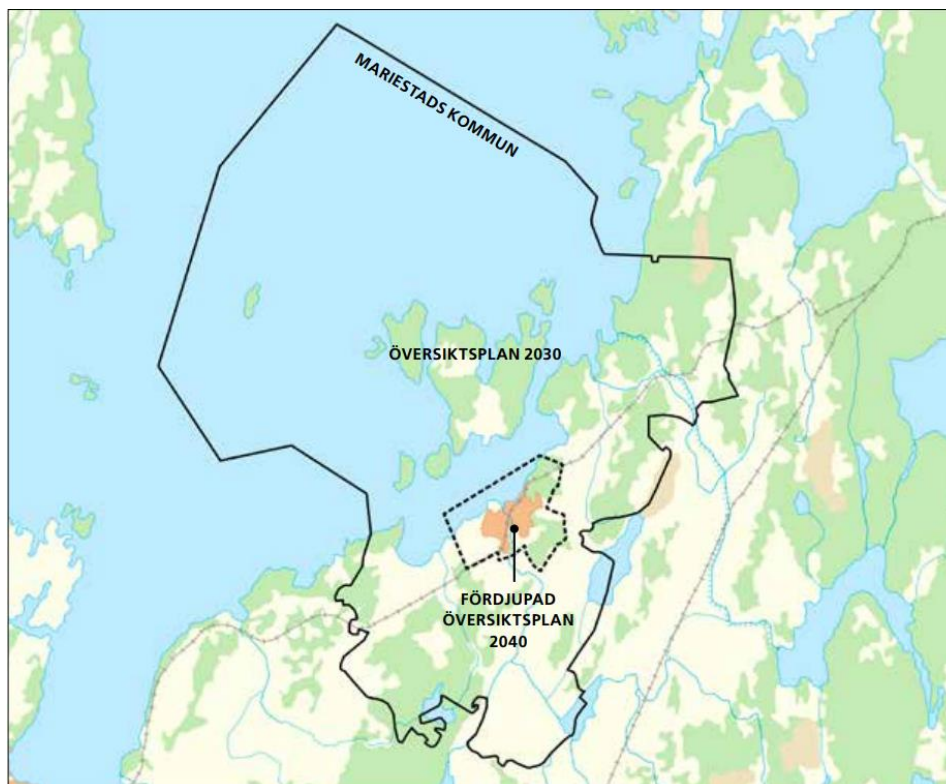 MARIESTADS KOMMUN
ÖVERSIKTSPLAN 2030
FÖRDJUPAD
ÖVERSIKTSPLAN
2040